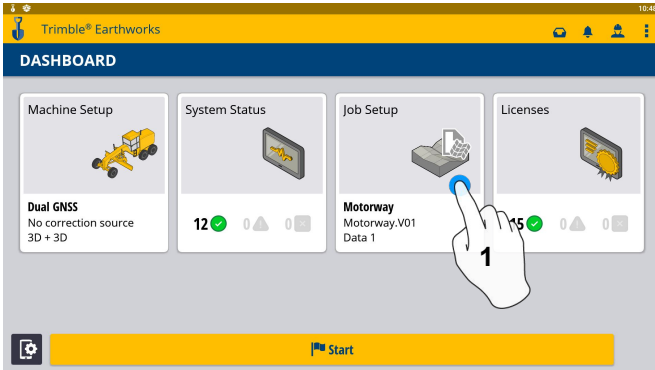 10:48
Trimble® Earthworks
DASHBOARD
Machine Setup
Dual GNSS
No correction source
3D + 3D
System Status
12 0 0
Job Setup
Motorway
Motorway.V01
Data 1
1
Licenses
15 0 0
Start